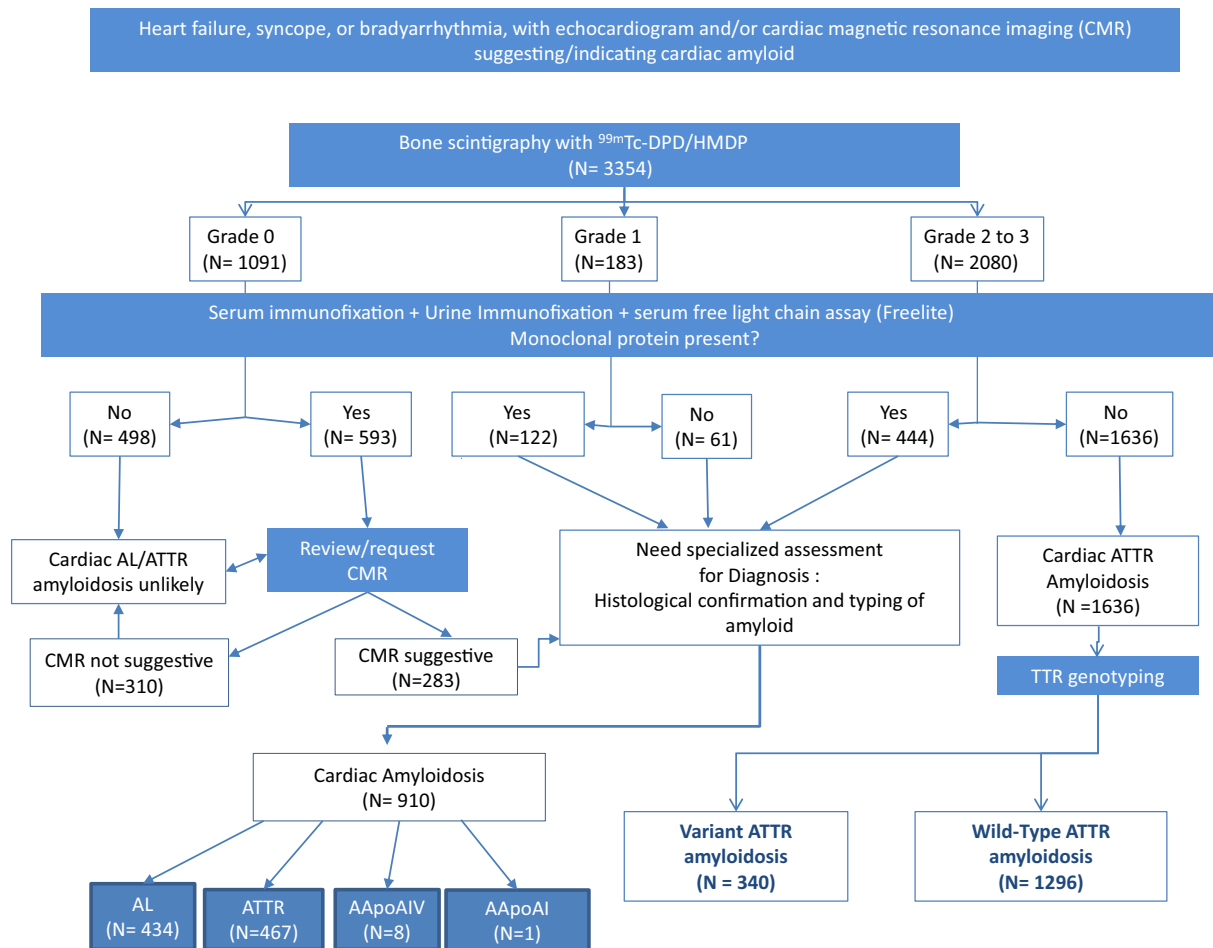 Heart failure, syncope, or bradyarrhythmia, with echocardiogram and/or cardiac magnetic resonance imaging (CMR)
suggesting/indicating cardiac amyloid
Bone scintigraphy with ⁹⁹ᵐTc-DPD/HMDP
(N= 3354)
Grade 0
(N= 1091)
Grade 1
(N=183)
Grade 2 to 3
(N= 2080)
Serum immunofixation + Urine Immunofixation + serum free light chain assay (Freelite)
Monoclonal protein present?
No
(N= 498)
Yes
(N= 593)
Yes
(N=122)
No
(N= 61)
Yes
(N= 444)
No
(N=1636)
Cardiac AL/ATTR
amyloidosis unlikely
Review/request
CMR
Need specialized assessment
for Diagnosis :
Histological confirmation and typing of
amyloid
Cardiac ATTR
Amyloidosis
(N =1636)
CMR not suggestive
(N=310)
CMR suggestive
(N=283)
TTR genotyping
Cardiac Amyloidosis
(N= 910)
Variant ATTR
amyloidosis
(N = 340)
Wild-Type ATTR
amyloidosis
(N= 1296)
AL
(N= 434)
ATTR
(N=467)
AApoAIV
(N=8)
AApoAI
(N=1)